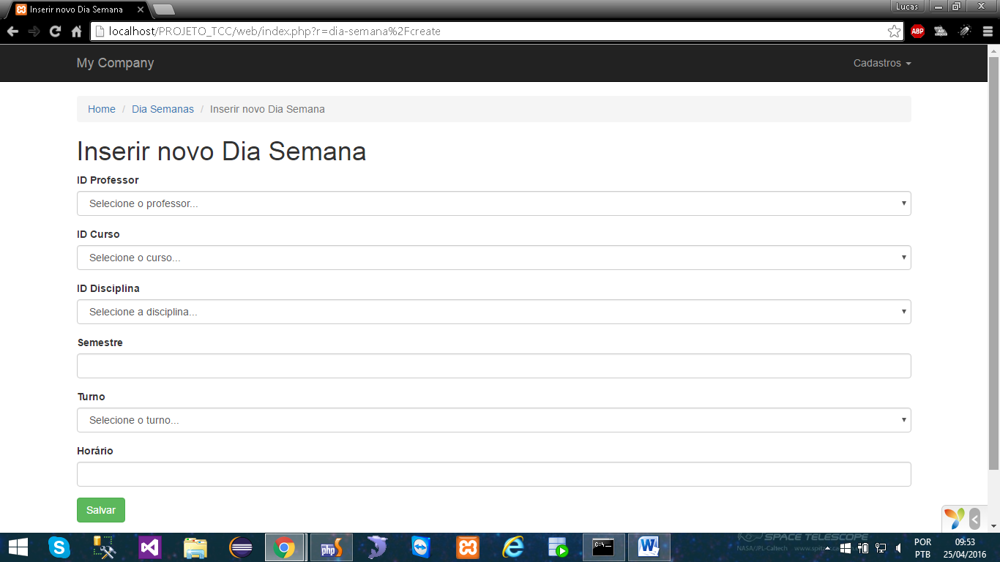 Inserir novo Dia Semana
Lucas
localhost/PROJETO_TCC/web/index.php?r=dia-semana%2Fcreate
ABP
My Company
Cadastros
Home / Dia Semanas / Inserir novo Dia Semana
Inserir novo Dia Semana
ID Professor
Selecione o professor...
ID Curso
Selecione o curso...
ID Disciplina
Selecione a disciplina...
Semestre
Turno
Selecione o turno...
Horário
Salvar
php
C:\_
SPACE TELESCOPE
NASA/JPL-Caltech
POR 09:53
PTB 25/04/2016